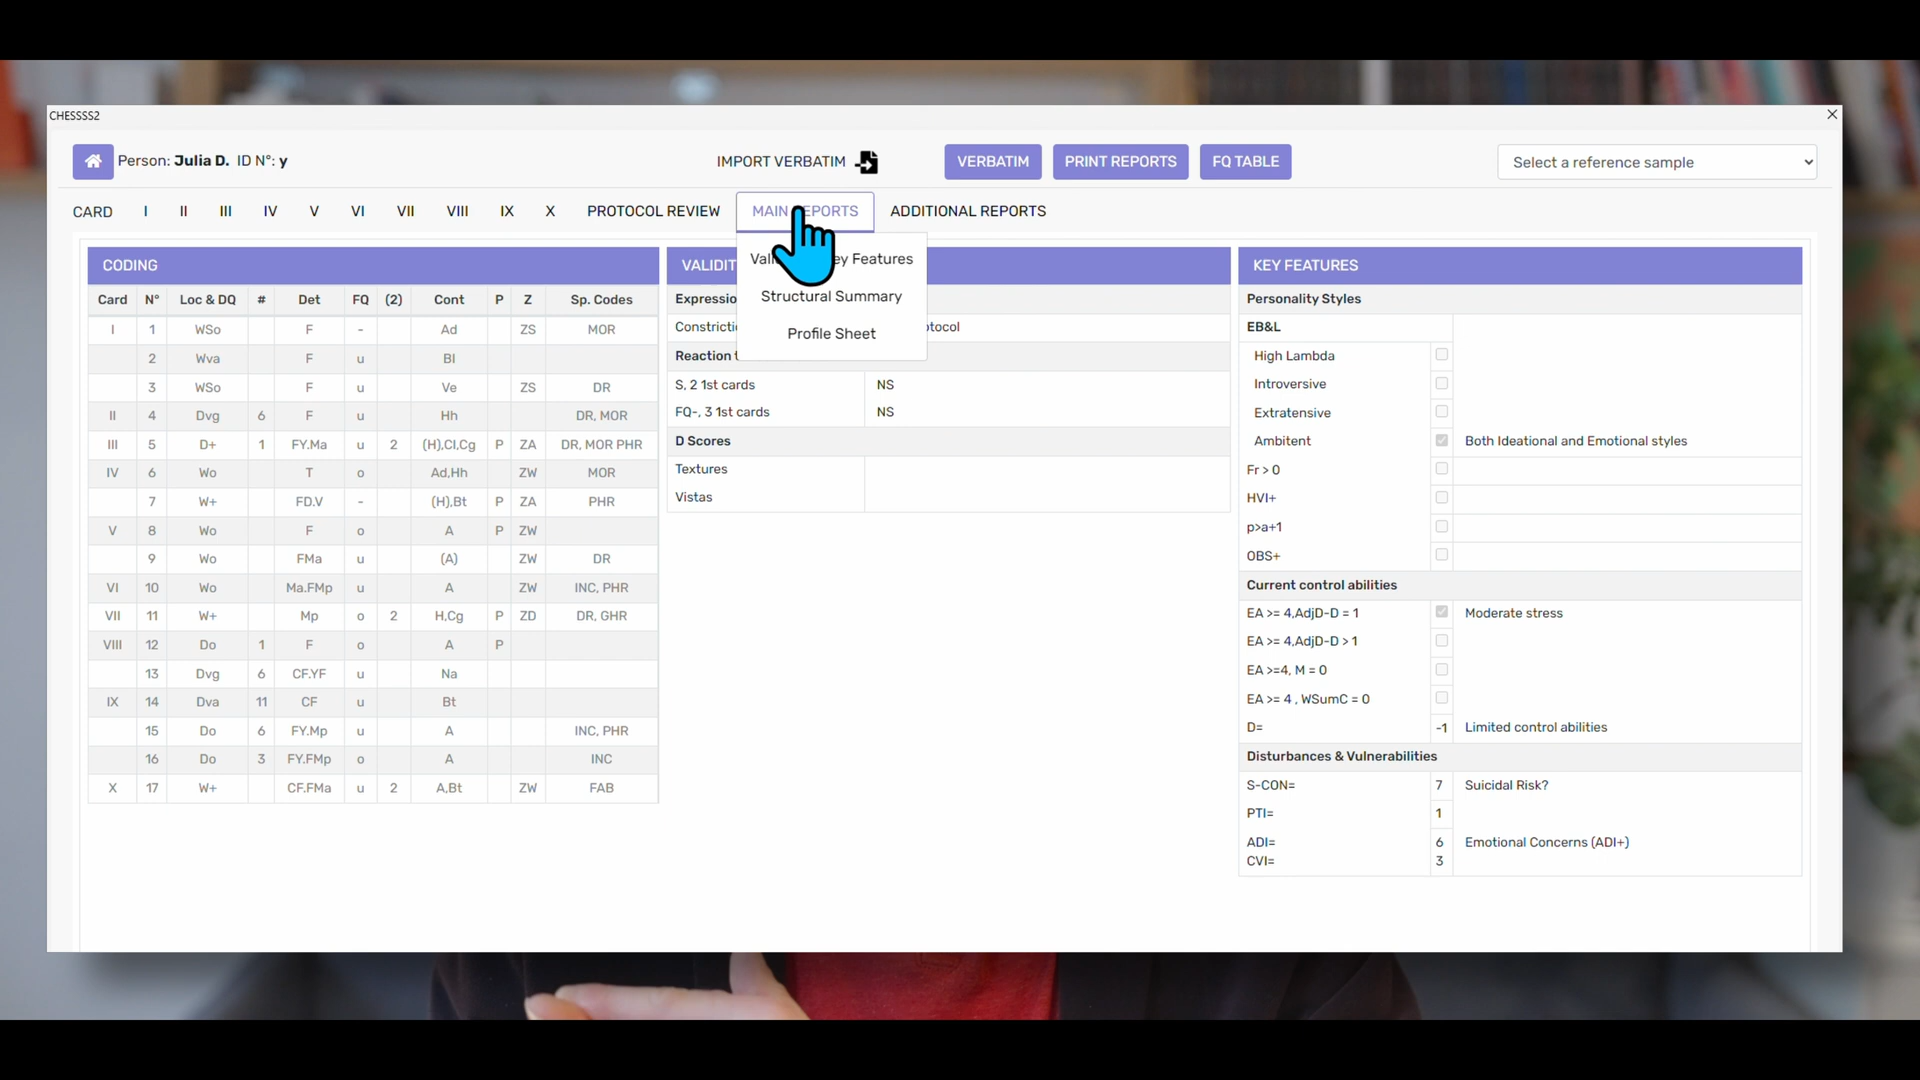 CHESSSS2
Person: Julia D. ID N°: y
IMPORT VERBATIM
VERBATIM
PRINT REPORTS
FQ TABLE
Select a reference sample
CARD I II III IV V VI VII VIII IX X PROTOCOL REVIEW MAIN REPORTS ADDITIONAL REPORTS
Key Features
Structural Summary
Profile Sheet
CODING
Card N° Loc & DQ # Det FQ (2) Cont P Z Sp. Codes
I 1 WSo F - Ad ZS MOR
2 Wva F u Bl
3 WSo F u Ve ZS DR
II 4 Dvg 6 F u Hh DR, MOR
III 5 D+ 1 FY.Ma u 2 (H),Cl,Cg P ZA DR, MOR PHR
IV 6 Wo T o Ad,Hh ZW MOR
7 W+ FD.V - (H),Bt P ZA PHR
V 8 Wo F o A P ZW
9 Wo FMa u (A) ZW DR
VI 10 Wo Ma.FMp u A ZW INC, PHR
VII 11 W+ Mp o 2 H,Cg P ZD DR, GHR
VIII 12 Do 1 F o A P
13 Dvg 6 CF.YF u Na
IX 14 Dva 11 CF u Bt
15 Do 6 FY.Mp u A INC, PHR
16 Do 3 FY.FMp o A INC
X 17 W+ CF.FMa u 2 A,Bt ZW FAB
S, 2 1st cards NS
FQ-, 3 1st cards NS
D Scores
Textures
Vistas
KEY FEATURES
Personality Styles
EB&L
High Lambda
Introversive
Extratensive
Ambitent Both Ideational and Emotional styles
Fr > 0
HVI+
p>a+1
OBS+
Current control abilities
EA >= 4,AdjD-D = 1 Moderate stress
EA >= 4,AdjD-D > 1
EA >=4, M = 0
EA >= 4 , WSumC = 0
D= -1 Limited control abilities
Disturbances & Vulnerabilities
S-CON= 7 Suicidal Risk?
PTI= 1
ADI= 6 Emotional Concerns (ADI+)
CVI= 3